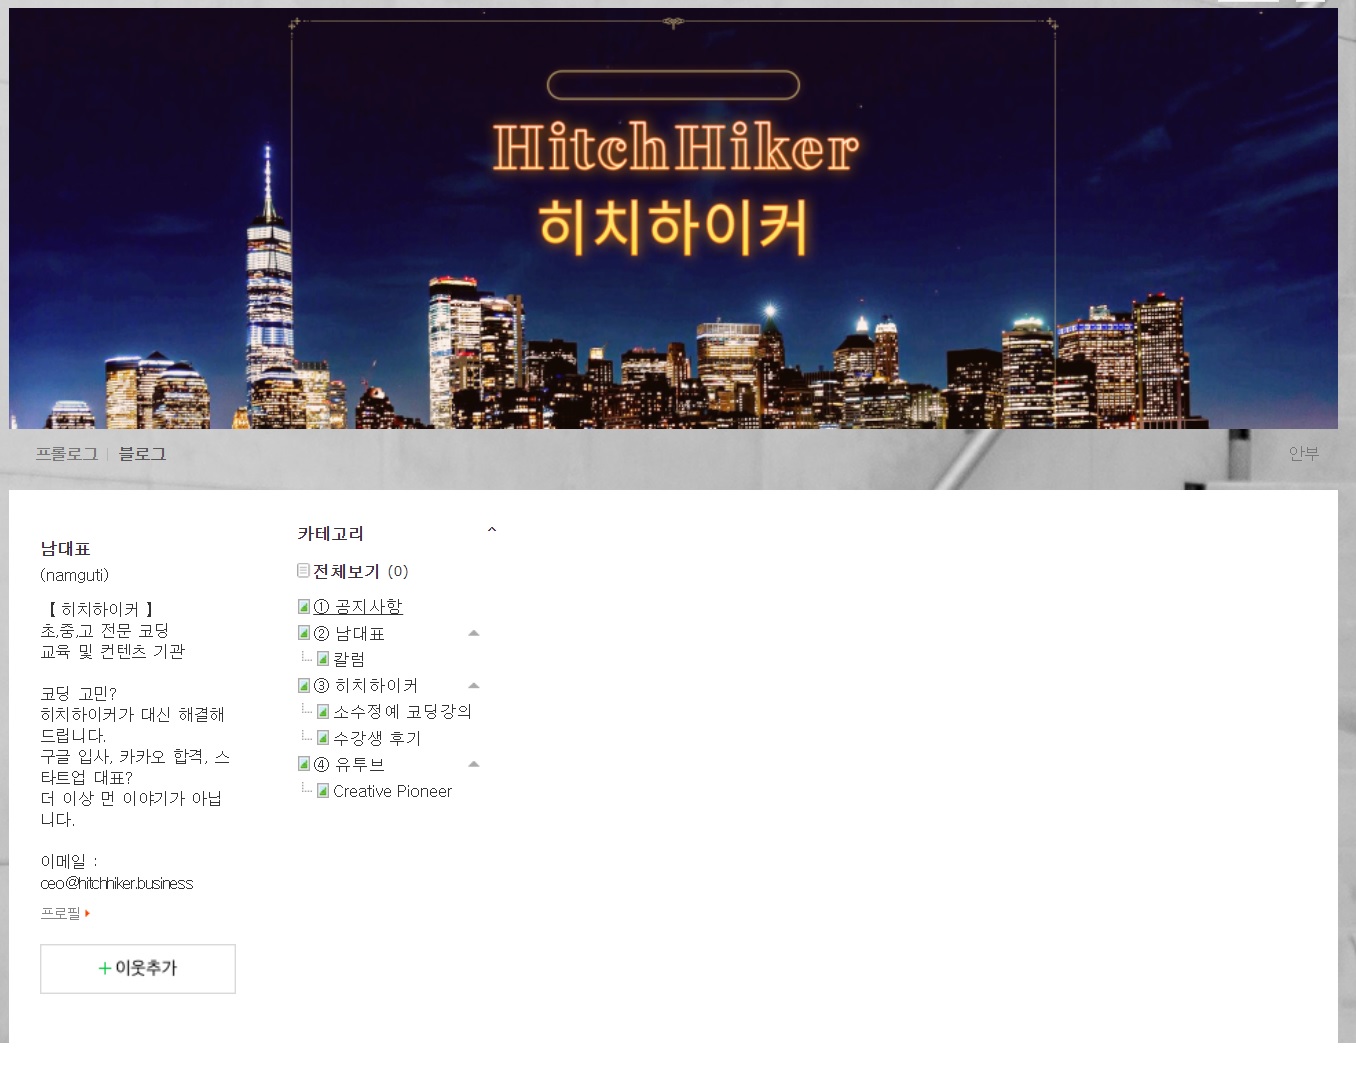 HitchHiker
히치하이커
프롤로그 | 블로그
안부
남대표
(namguti)
【 히치하이커 】
초,중,고 전문 코딩
교육 및 컨텐츠 기관
코딩 고민?
히치하이커가 대신 해결해
드립니다.
구글 입사, 카카오 합격, 스
타트업 대표?
더 이상 먼 이야기가 아닙
니다.
이메일 :
ceo@hitchhiker.business
프로필
+ 이웃추가
카테고리
전체보기 (0)
① 공지사항
② 남대표
칼럼
③ 히치하이커
소수정예 코딩강의
수강생 후기
④ 유투브
Creative Pioneer